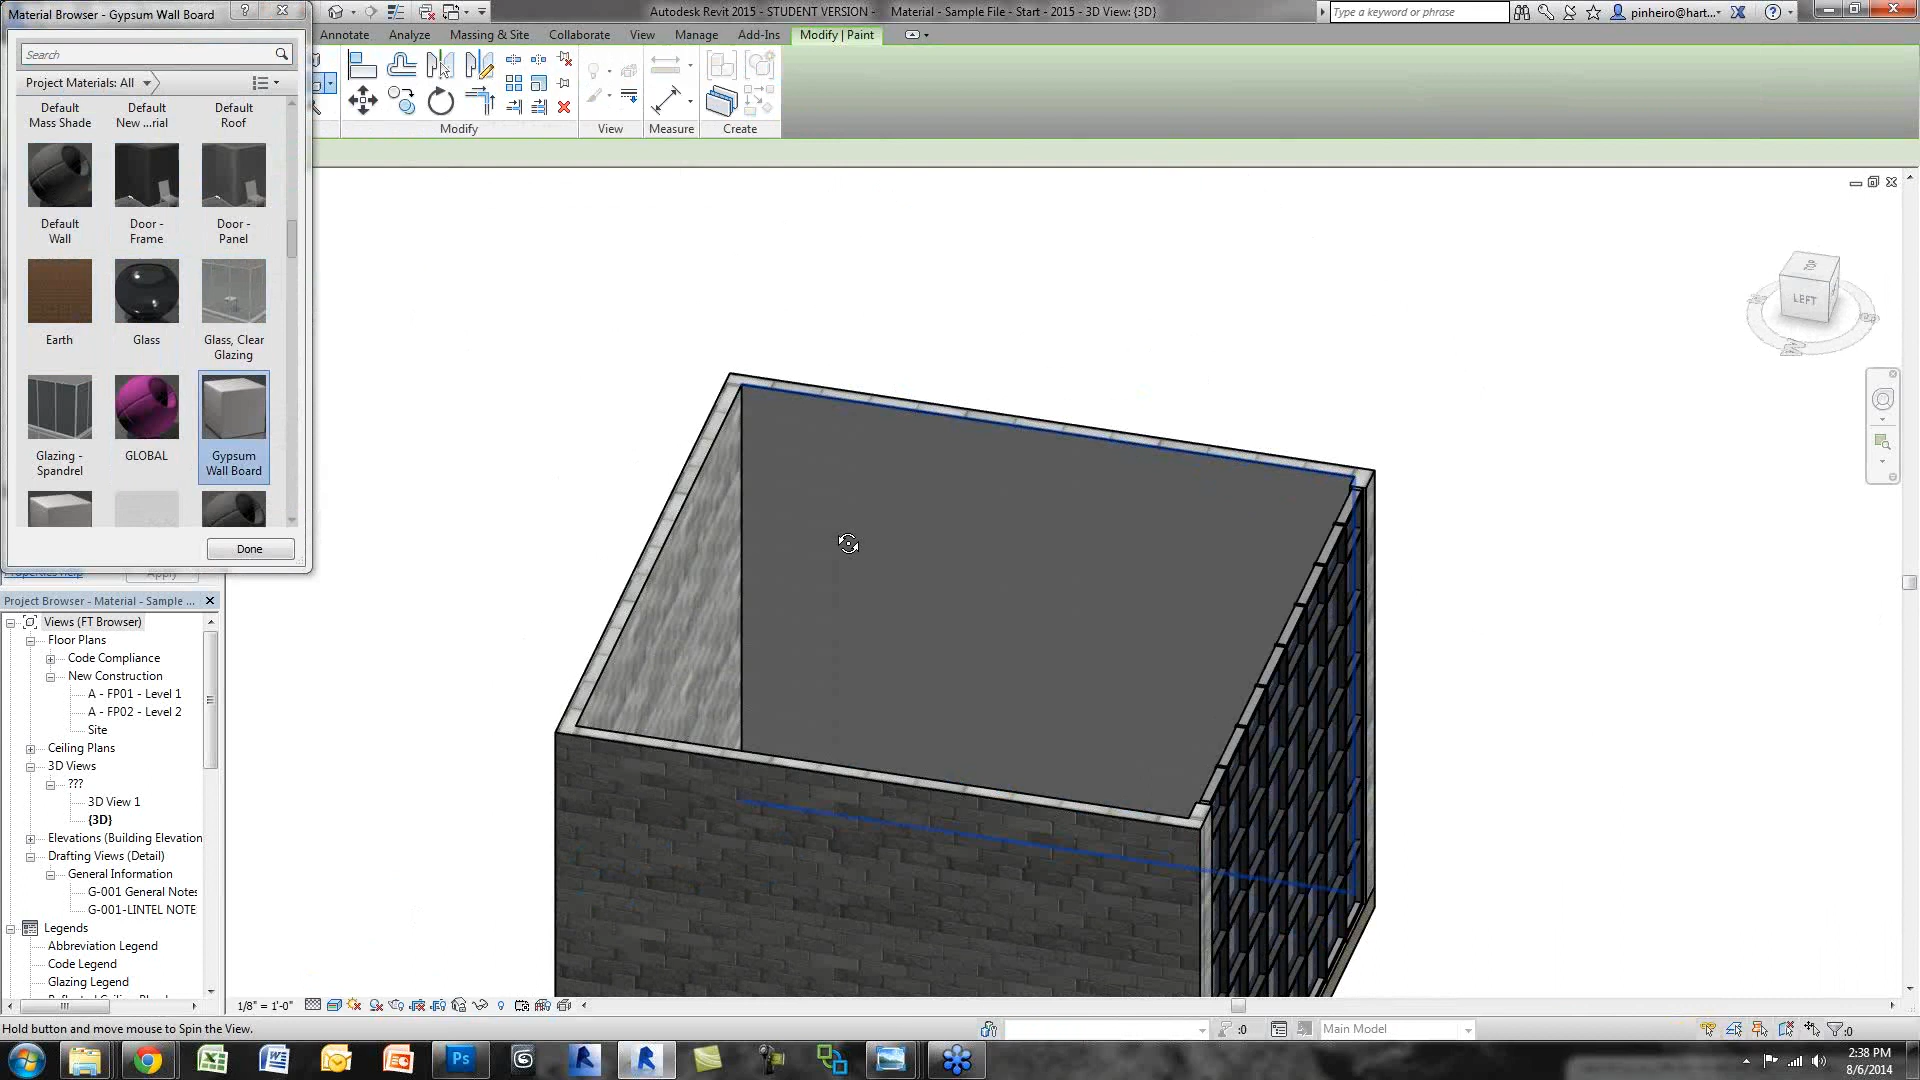 Material Browser - Gypsum Wall Board
Search
Project Materials: All
Default Mass Shade
Default New ...rial
Default Roof
Default Wall
Door - Frame
Door - Panel
Earth
Glass
Glass, Clear Glazing
Glazing - Spandrel
GLOBAL
Gypsum Wall Board
Done
Properties help
Apply
Autodesk Revit 2015 - STUDENT VERSION - Material - Sample File - Start - 2015 - 3D View: {3D}
Type a keyword or phrase
pinheiro@hart...
Annotate Analyze Massing & Site Collaborate View Manage Add-Ins Modify | Paint
Modify View Measure Create
TOP
LEFT
Project Browser - Material - Sample ...
Views (FT Browser)
Floor Plans
Code Compliance
New Construction
A - FP01 - Level 1
A - FP02 - Level 2
Site
Ceiling Plans
3D Views
???
3D View 1
{3D}
Elevations (Building Elevation
Drafting Views (Detail)
General Information
G-001 General Notes
G-001-LINTEL NOTE
Legends
Abbreviation Legend
Code Legend
Glazing Legend
1/8" = 1'-0"
Hold button and move mouse to Spin the View.
:0
Main Model
:0
Ps
2:38 PM
8/6/2014